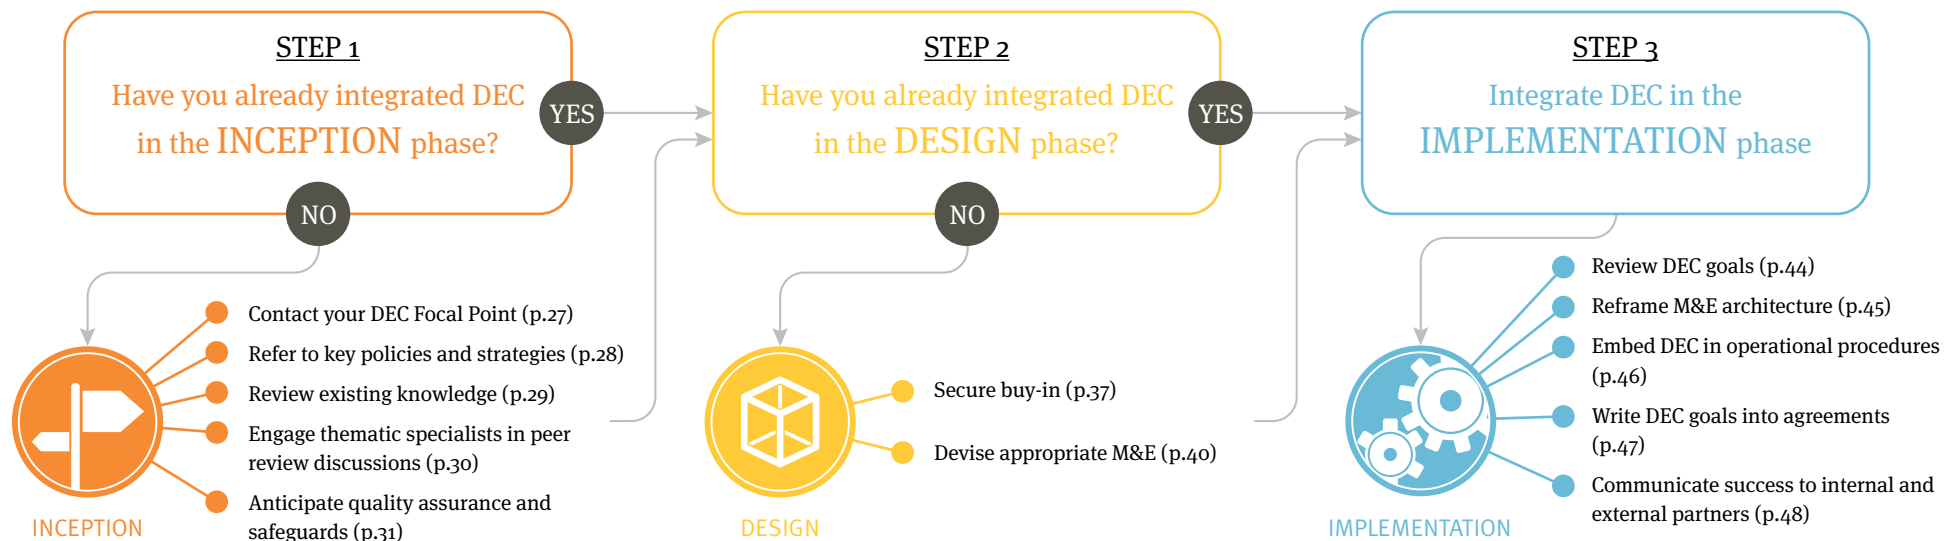 STEP 1
Have you already integrated DEC
in the INCEPTION phase?
YES
NO
Contact your DEC Focal Point (p.27)
Refer to key policies and strategies (p.28)
Review existing knowledge (p.29)
Engage thematic specialists in peer
review discussions (p.30)
Anticipate quality assurance and
safeguards (p.31)
INCEPTION
STEP 2
Have you already integrated DEC
in the DESIGN phase?
YES
NO
Secure buy-in (p.37)
Devise appropriate M&E (p.40)
DESIGN
STEP 3
Integrate DEC in the
IMPLEMENTATION phase
Review DEC goals (p.44)
Reframe M&E architecture (p.45)
Embed DEC in operational procedures
(p.46)
Write DEC goals into agreements
(p.47)
Communicate success to internal and
external partners (p.48)
IMPLEMENTATION